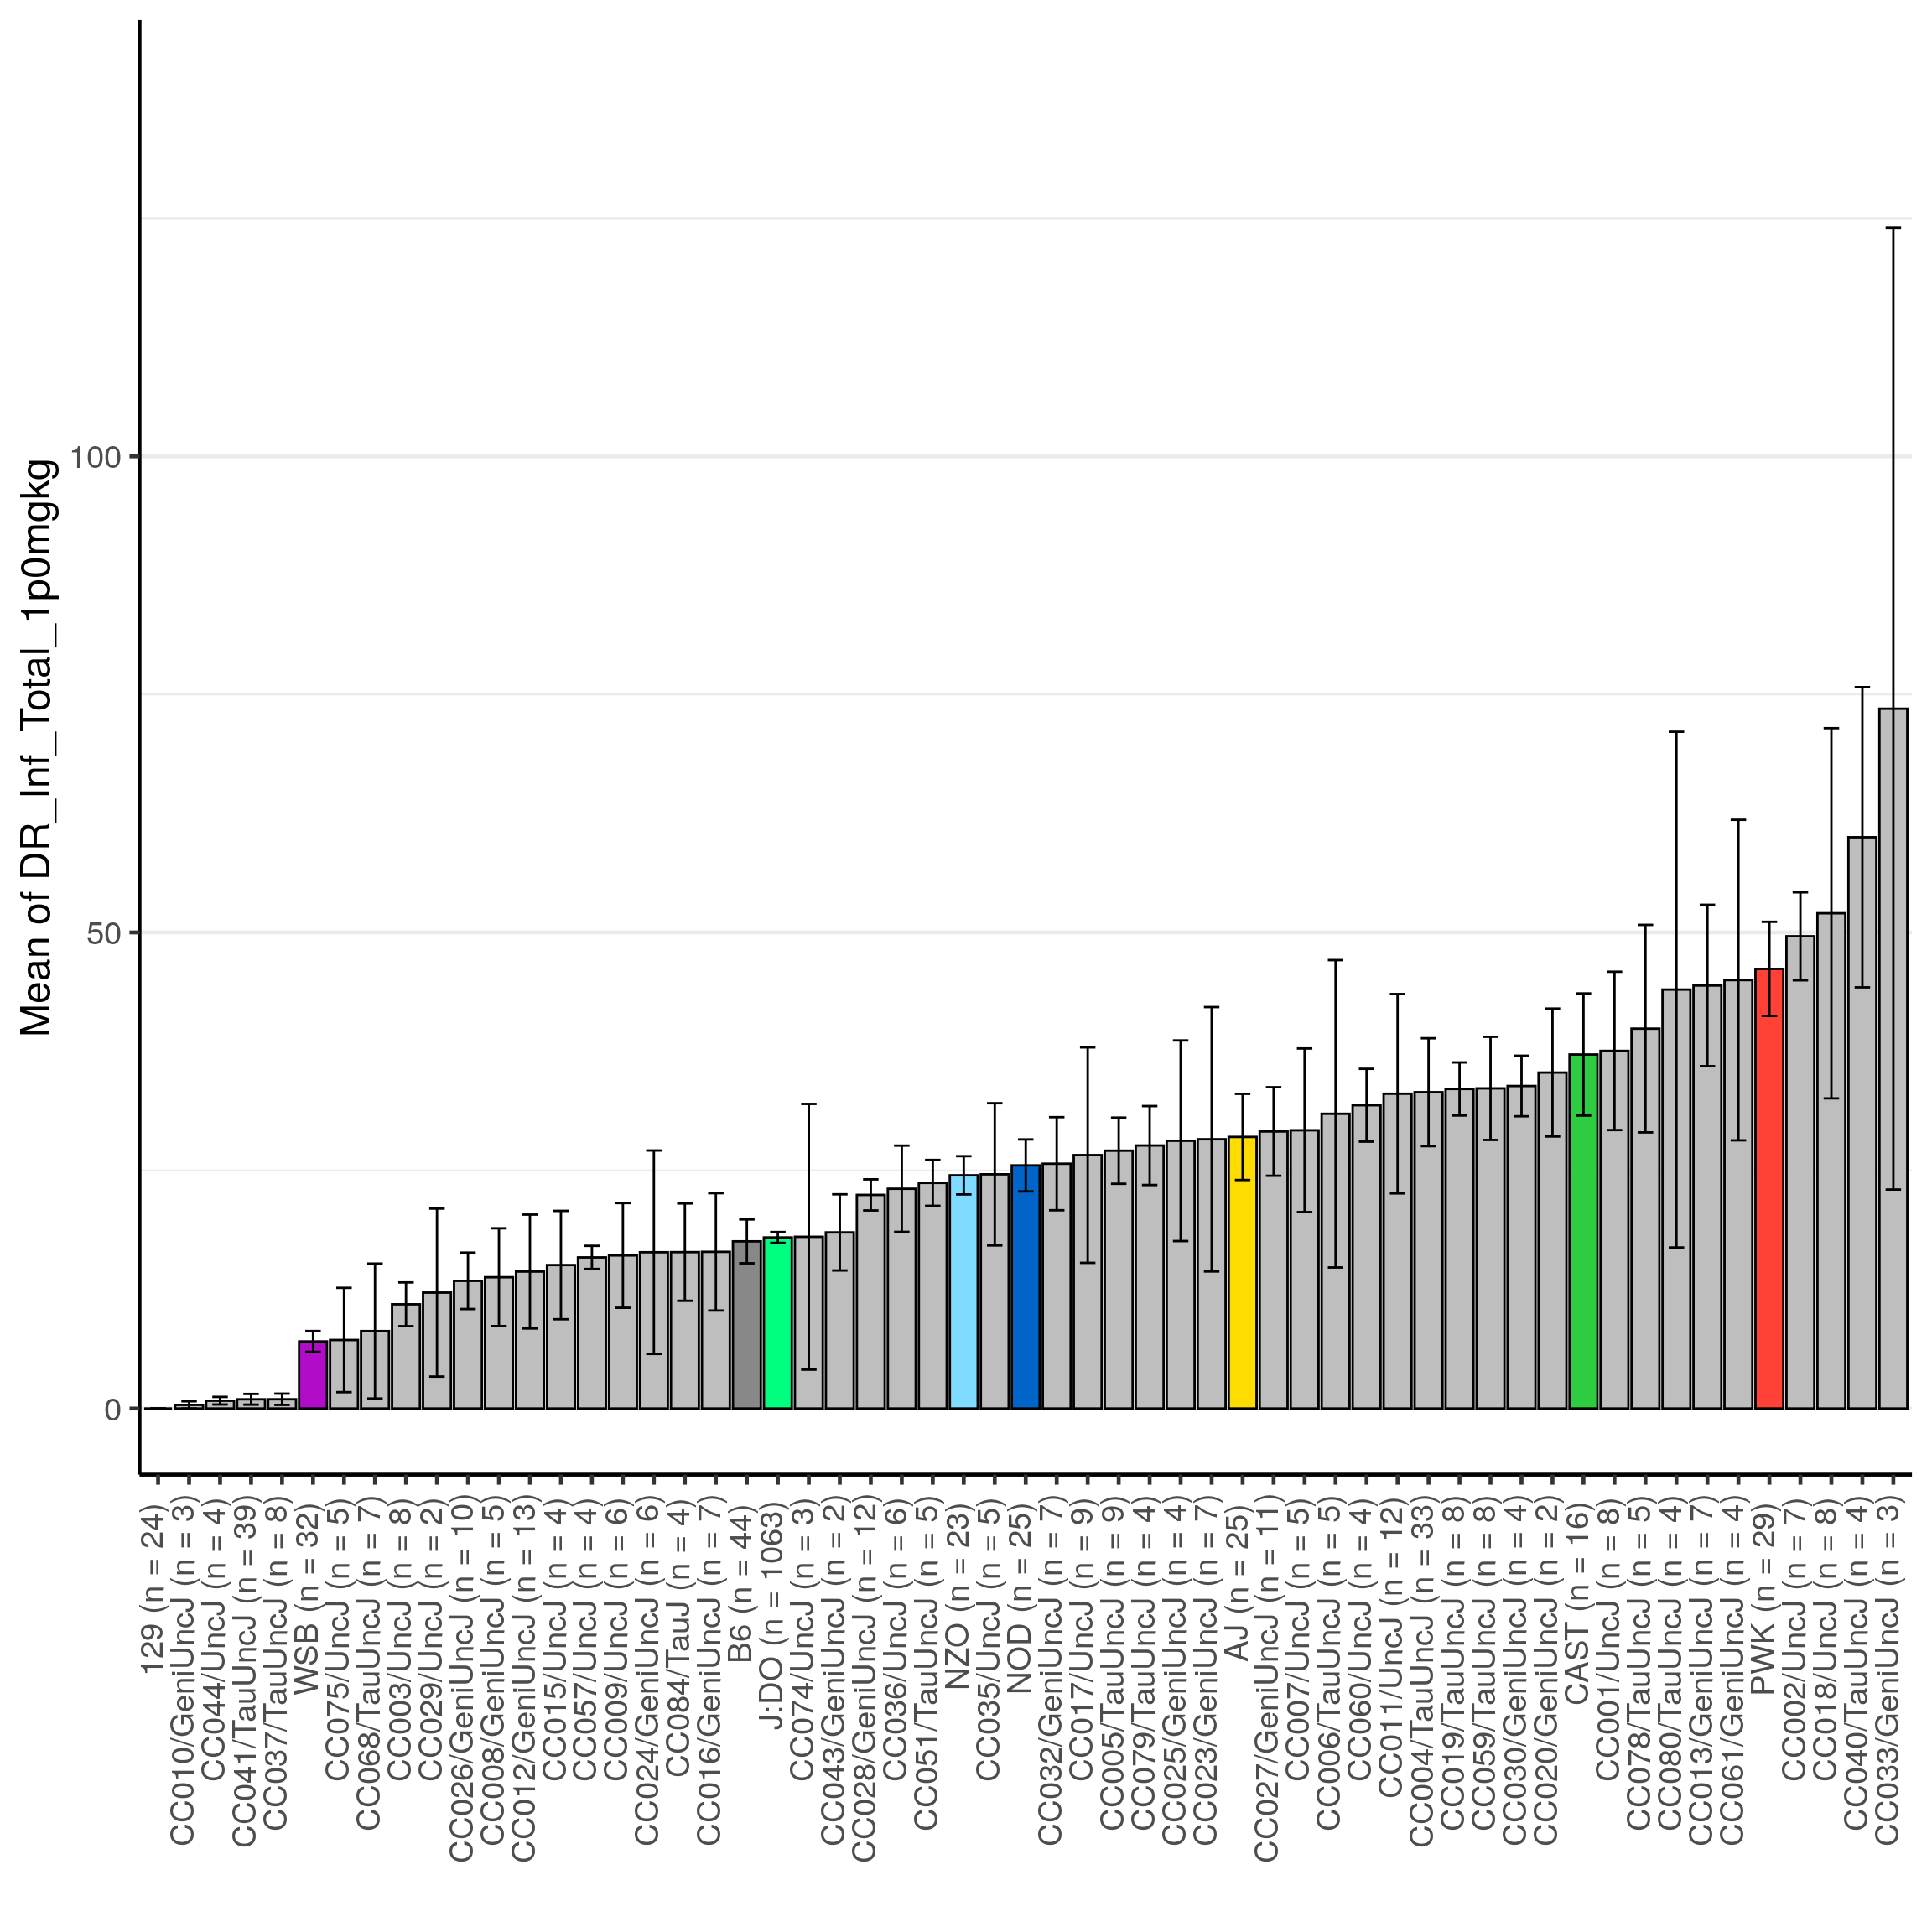 Mean of DR_Inf_Total_1p0mgkg
100
50
0
129 (n = 24)
CC010/GeniUncJ (n = 3)
CC044/UncJ (n = 4)
CC041/TauUncJ (n = 39)
CC037/TauUncJ (n = 8)
WSB (n = 32)
CC075/UncJ (n = 5)
CC068/TauUncJ (n = 7)
CC003/UncJ (n = 8)
CC029/UncJ (n = 2)
CC026/GeniUncJ (n = 10)
CC008/GeniUncJ (n = 5)
CC012/GeniUncJ (n = 13)
CC015/UncJ (n = 4)
CC057/UncJ (n = 4)
CC009/UncJ (n = 6)
CC024/GeniUncJ (n = 6)
CC084/TauJ (n = 4)
CC016/GeniUncJ (n = 7)
B6 (n = 44)
J:DO (n = 1063)
CC074/UncJ (n = 3)
CC043/GeniUncJ (n = 2)
CC028/GeniUncJ (n = 12)
CC036/UncJ (n = 6)
CC051/TauUncJ (n = 5)
NZO (n = 23)
CC035/UncJ (n = 5)
NOD (n = 25)
CC032/GeniUncJ (n = 7)
CC017/UncJ (n = 9)
CC005/TauUncJ (n = 9)
CC079/TauUncJ (n = 4)
CC025/GeniUncJ (n = 4)
CC023/GeniUncJ (n = 7)
AJ (n = 25)
CC027/GeniUncJ (n = 11)
CC007/UncJ (n = 5)
CC006/TauUncJ (n = 5)
CC060/UncJ (n = 4)
CC011/UncJ (n = 12)
CC004/TauUncJ (n = 33)
CC019/TauUncJ (n = 8)
CC059/TauUncJ (n = 8)
CC030/GeniUncJ (n = 4)
CC020/GeniUncJ (n = 2)
CAST (n = 16)
CC001/UncJ (n = 8)
CC078/TauUncJ (n = 5)
CC080/TauUncJ (n = 4)
CC013/GeniUncJ (n = 7)
CC061/GeniUncJ (n = 4)
PWK (n = 29)
CC002/UncJ (n = 7)
CC018/UncJ (n = 8)
CC040/TauUncJ (n = 4)
CC033/GeniUncJ (n = 3)